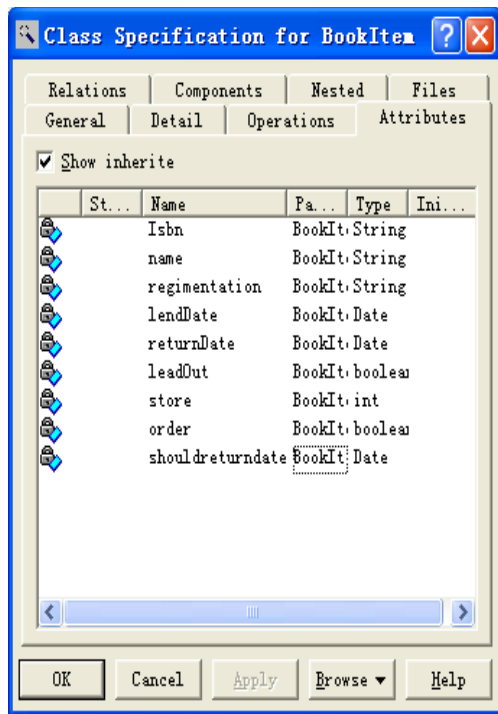 Class Specification for BookItem
Relations Components Nested Files
General Detail Operations Attributes
Show inherite
St... Name Pa... Type Ini...
Isbn BookIt String
name BookIt String
regimentation BookIt String
lendDate BookIt Date
returnDate BookIt Date
leadOut BookIt boolea
store BookIt int
order BookIt boolea
shouldreturndate BookIt Date
OK Cancel Apply Browse Help